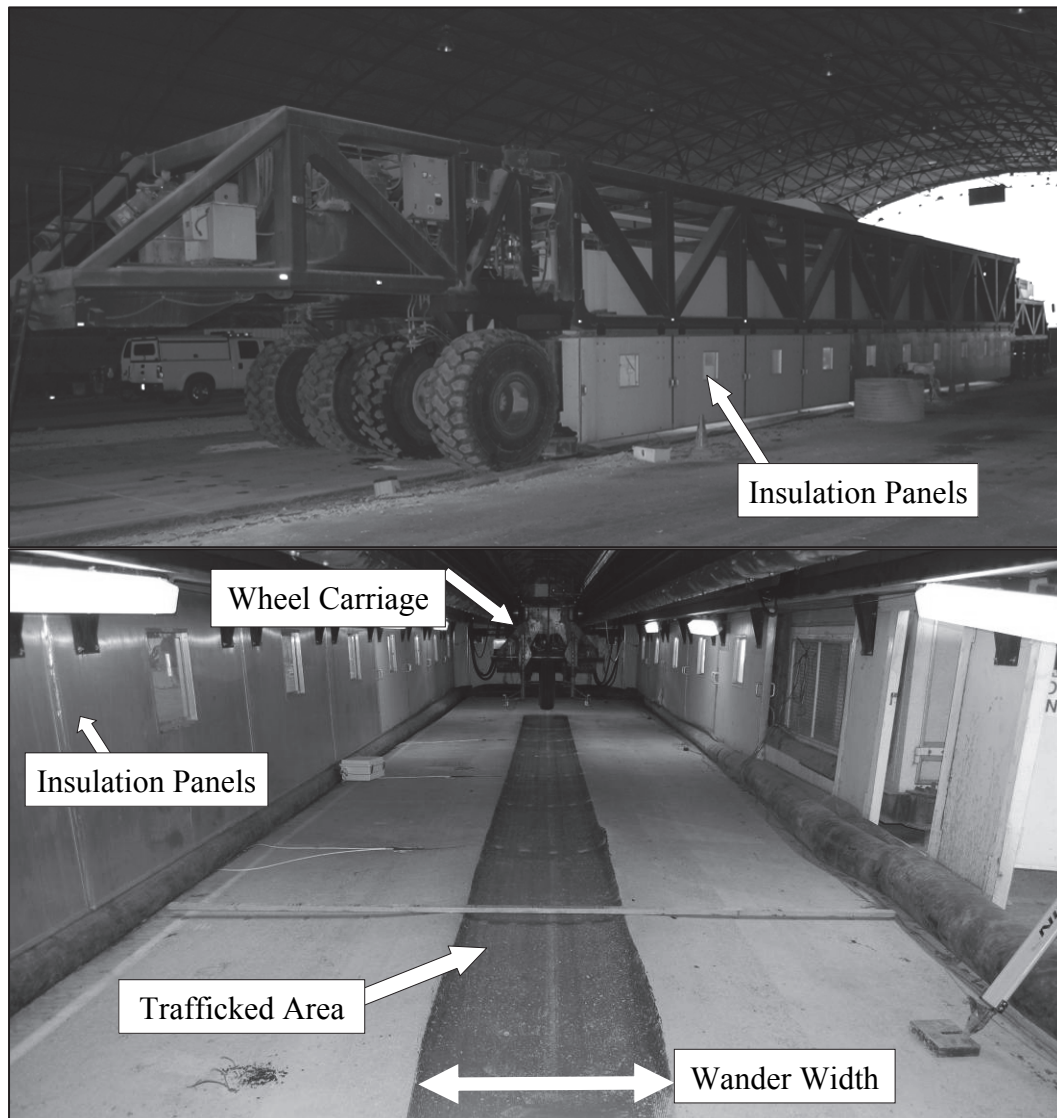 Insulation Panels
Wheel Carriage
Insulation Panels
Trafficked Area
Wander Width